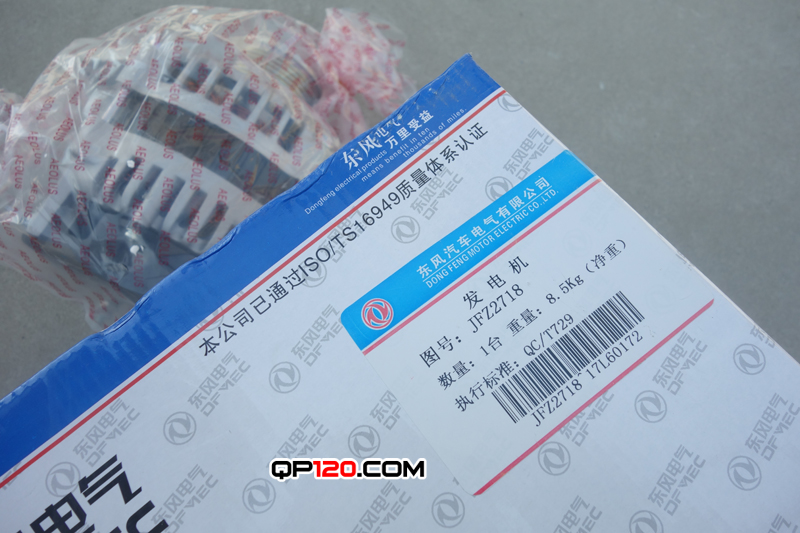 AEOLUS
东风电气 万里受益
Dongfeng electrical products means benefit in ten thousands of miles.
本公司已通过ISO/TS16949质量体系认证
东风汽车电气有限公司
DONG FENG MOTOR ELECTRIC CO.,LTD.
发电机
图号: JFZ2718
数量: 1台 重量: 8.5Kg (净重)
执行标准: QC/T729
JFZ2718 17L60172
东风电气
DFMEC
QP120.COM